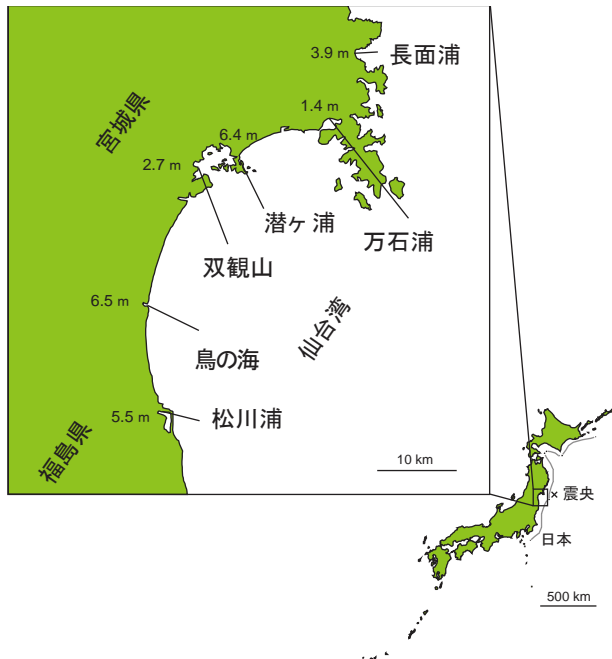 3.9 m
長面浦
1.4 m
宮城県
6.4 m
2.7 m
潜ヶ浦
万石浦
双観山
6.5 m
仙台湾
鳥の海
5.5 m
松川浦
福島県
10 km
× 震央
日本
500 km